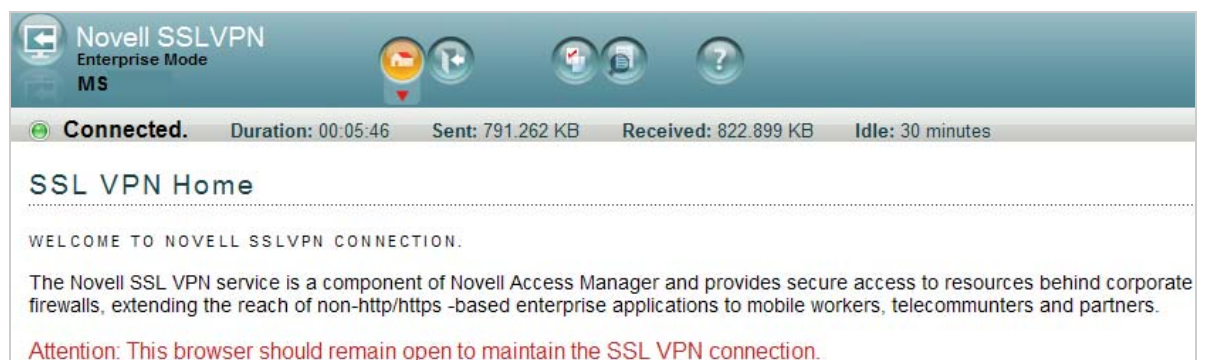 Novell SSLVPN
Enterprise Mode
MS
Connected. Duration: 00:05:46 Sent: 791.262 KB Received: 822.899 KB Idle: 30 minutes
SSL VPN Home
WELCOME TO NOVELL SSLVPN CONNECTION.
The Novell SSL VPN service is a component of Novell Access Manager and provides secure access to resources behind corporate
firewalls, extending the reach of non-http/https -based enterprise applications to mobile workers, telecommunters and partners.
Attention: This browser should remain open to maintain the SSL VPN connection.